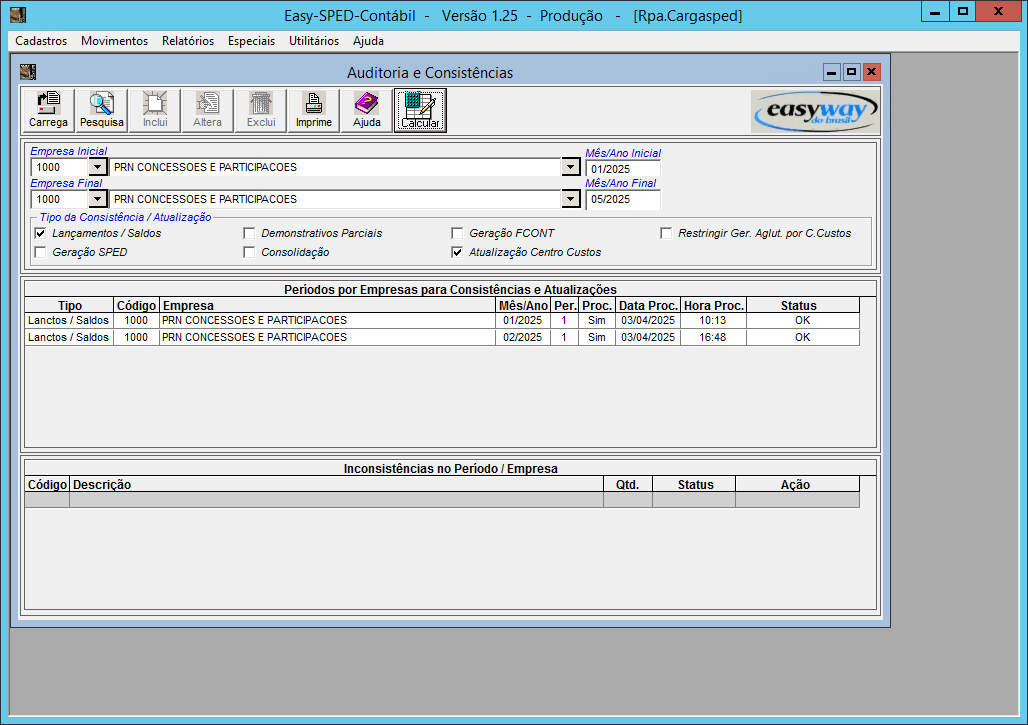 Easy-SPED-Contábil - Versão 1.25 - Produção - [Rpa.Cargasped]
Cadastros Movimentos Relatórios Especiais Utilitários Ajuda
Auditoria e Consistências
Carrega Pesquisa Inclui Altera Exclui Imprime Ajuda Calcular
easyway
do brasil
Empresa Inicial Mês/Ano Inicial
1000 PRN CONCESSOES E PARTICIPACOES 01/2025
Empresa Final Mês/Ano Final
1000 PRN CONCESSOES E PARTICIPACOES 05/2025
Tipo da Consistência / Atualização
Lançamentos / Saldos Demonstrativos Parciais Geração FCONT Restringir Ger. Aglut. por C.Custos
Geração SPED Consolidação Atualização Centro Custos
Períodos por Empresas para Consistências e Atualizações
Tipo Código Empresa Mês/Ano Per. Proc. Data Proc. Hora Proc. Status
Lanctos / Saldos 1000 PRN CONCESSOES E PARTICIPACOES 01/2025 1 Sim 03/04/2025 10:13 OK
Lanctos / Saldos 1000 PRN CONCESSOES E PARTICIPACOES 02/2025 1 Sim 03/04/2025 16:48 OK
Inconsistências no Período / Empresa
Código Descrição Qtd. Status Ação